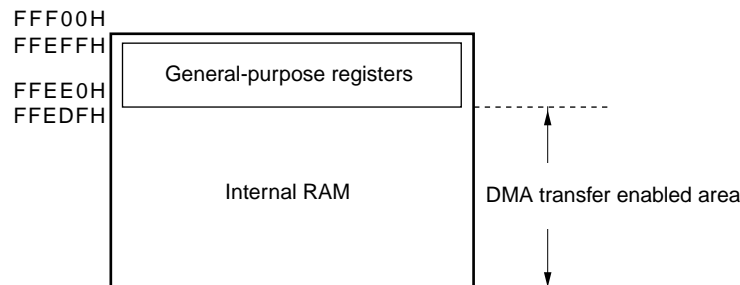 FFF00H
FFEFFH
General-purpose registers
FFEE0H
FFEDFH
Internal RAM
DMA transfer enabled area